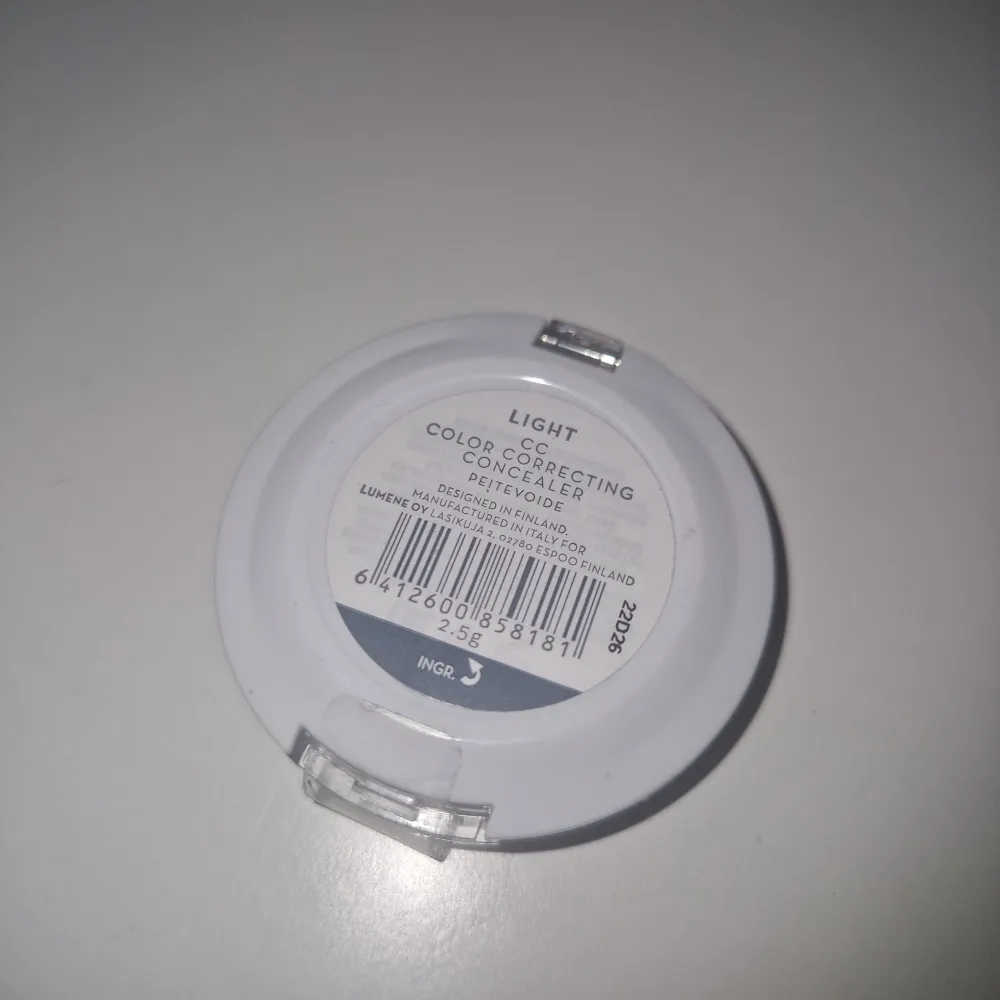 LIGHT
CC
COLOR CORRECTING
CONCEALER
PEITEVOIDE
DESIGNED IN FINLAND.
MANUFACTURED IN ITALY FOR
LUMENE OY LASIKUJA 2, 02780 ESPOO FINLAND
6 412600 858181
22D26
2.5g
INGR.